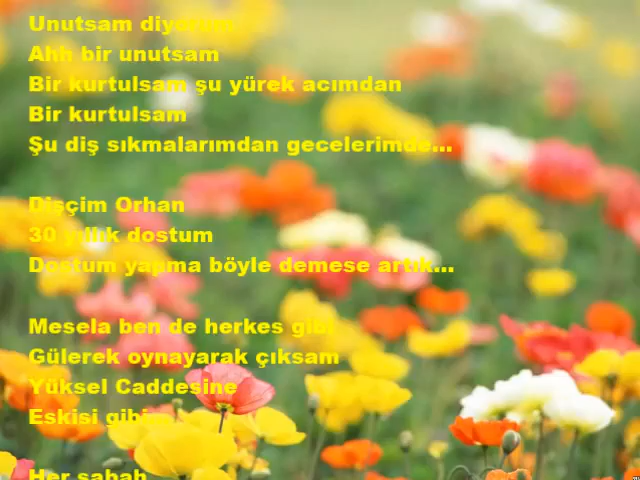 Unutsam diyorum
Ahh bir unutsam
Bir kurtulsam şu yürek acımdan
Bir kurtulsam
Şu diş sıkmalarımdan gecelerimde...
Dişçim Orhan
30 yıllık dostum
Dostum yapma böyle demese artık...
Mesela ben de herkes gibi
Gülerek oynayarak çıksam
Yüksel Caddesine
Eskisi gibi
Her sabah